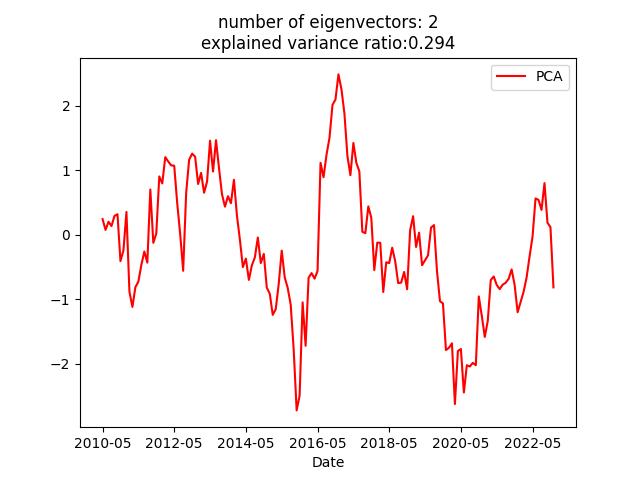 number of eigenvectors: 2
explained variance ratio:0.294
PCA
2
1
0
−1
−2
2010-05 2012-05 2014-05 2016-05 2018-05 2020-05 2022-05
Date